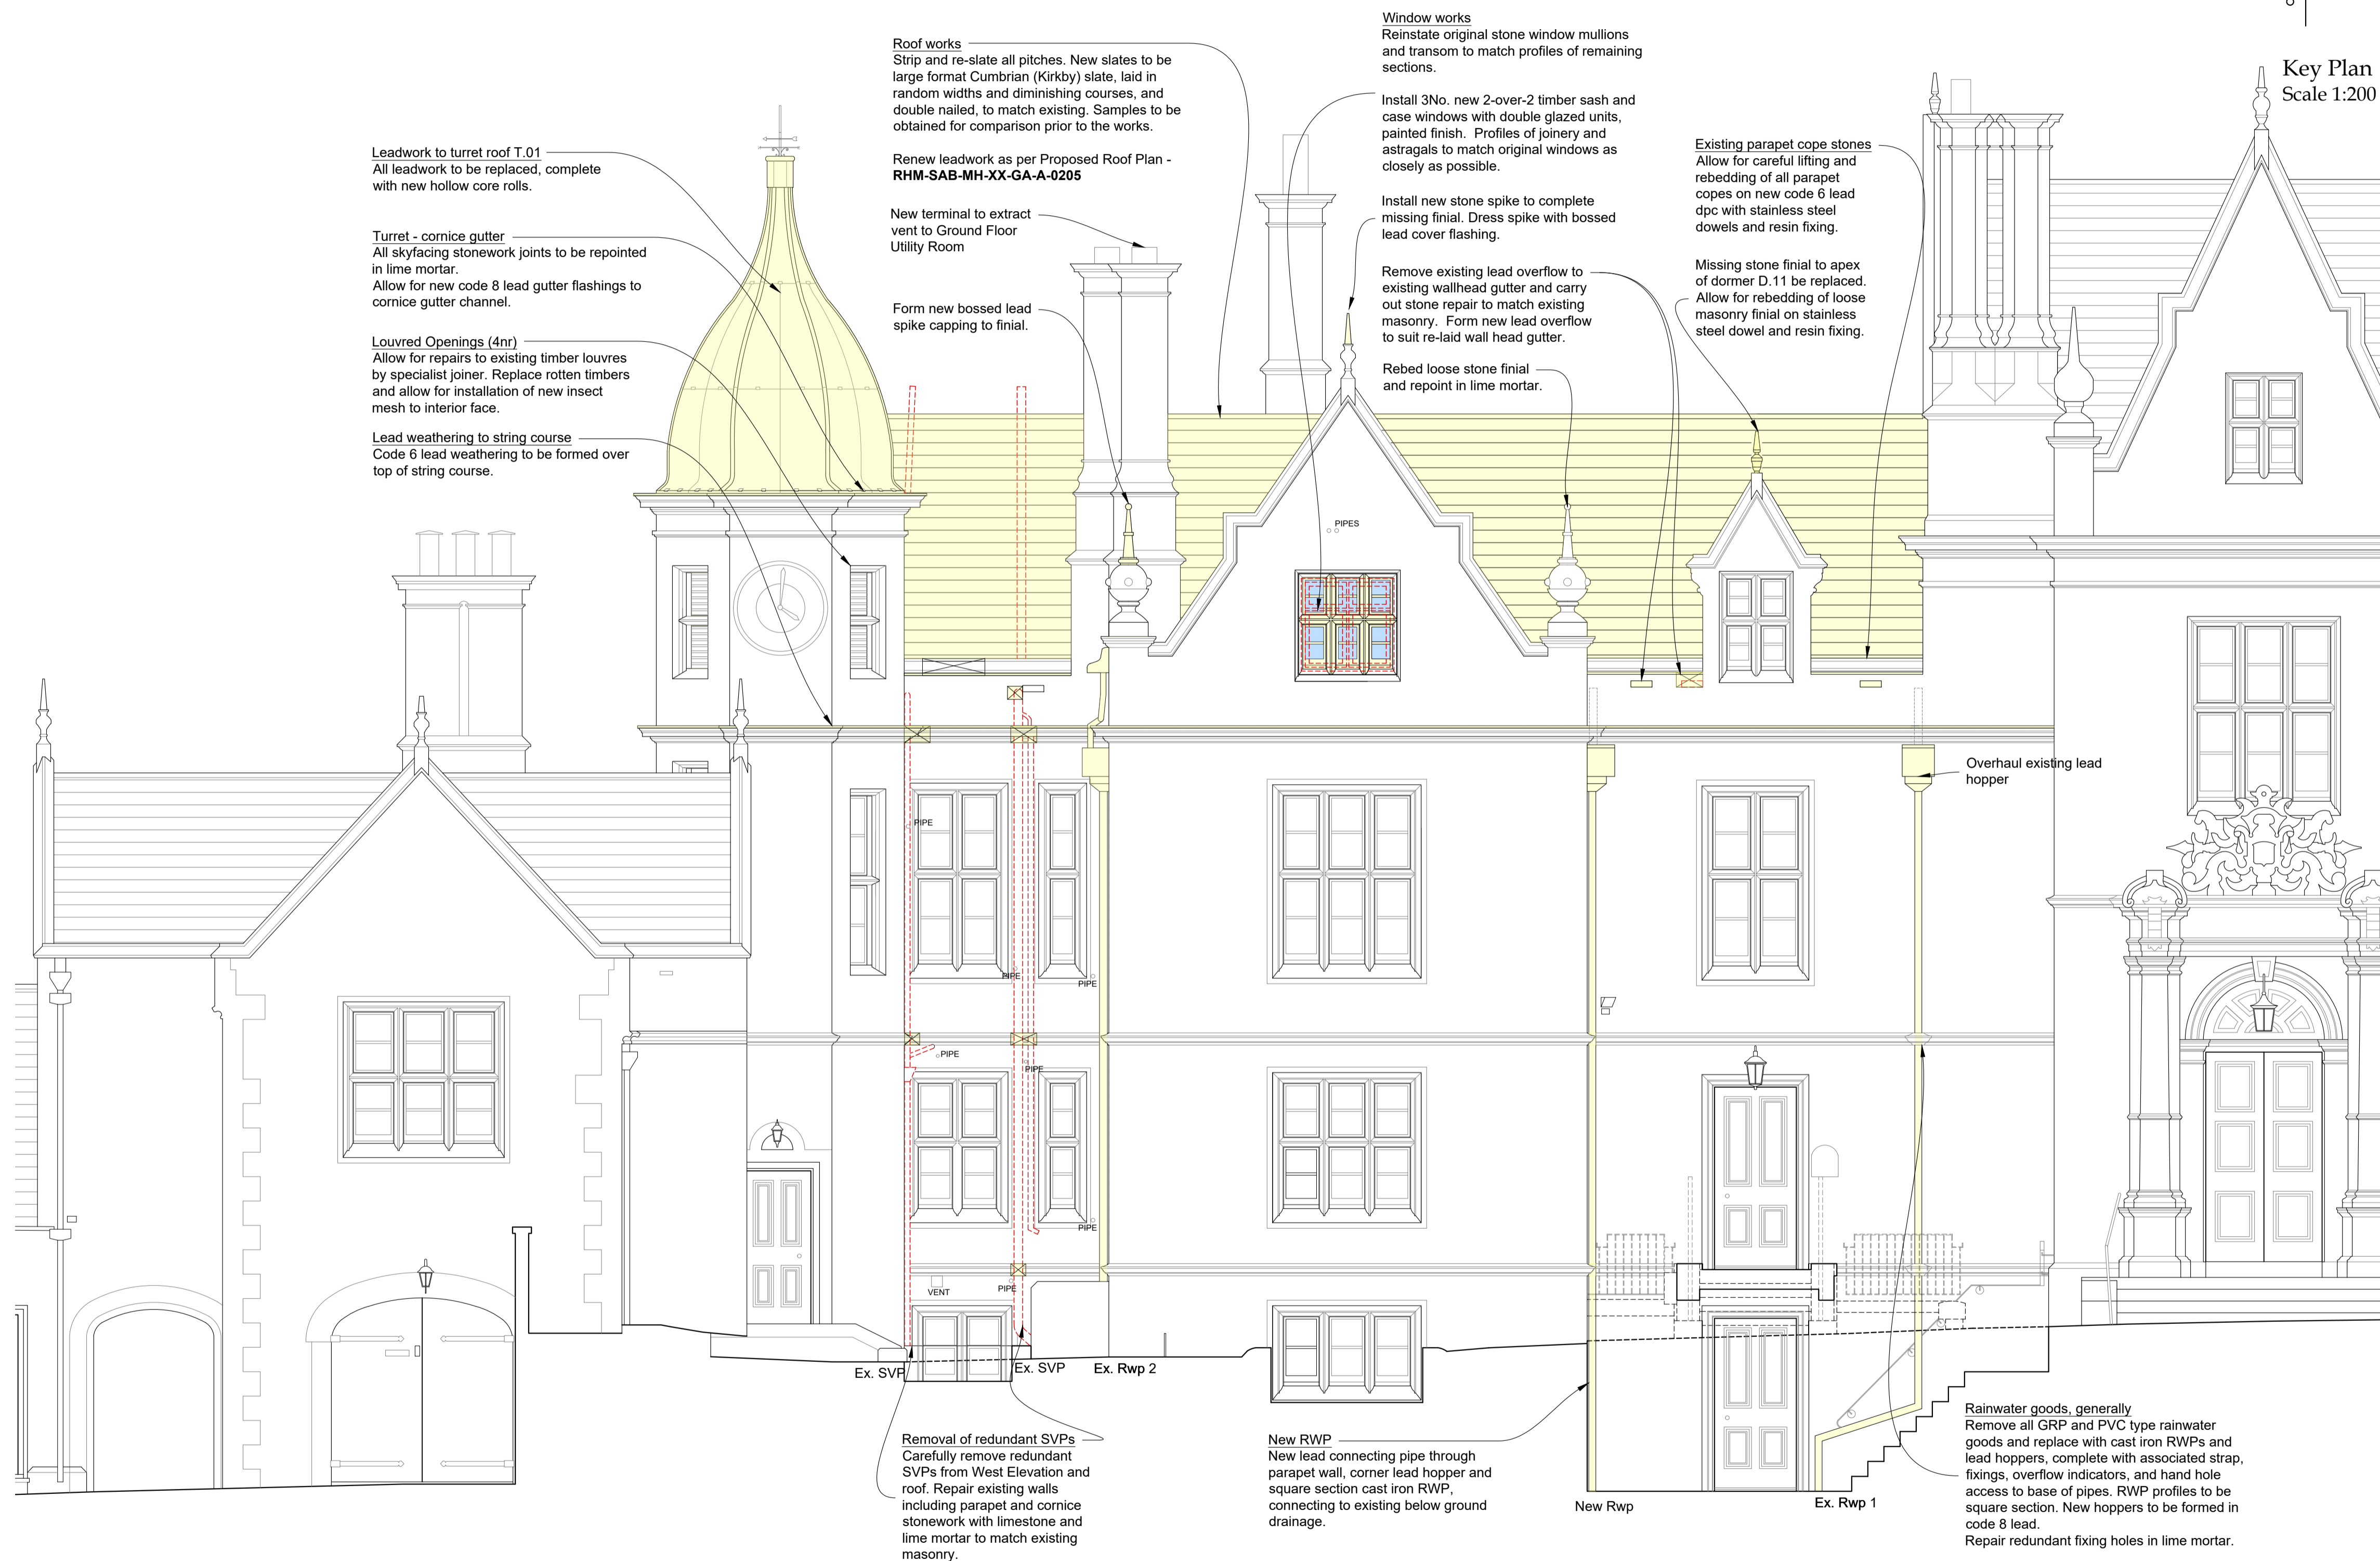 Key Plan
Scale 1:200
Window works
Reinstate original stone window mullions
and transom to match profiles of remaining
sections.
Install 3No. new 2-over-2 timber sash and
case windows with double glazed units,
painted finish. Profiles of joinery and
astragals to match original windows as
closely as possible.
Install new stone spike to complete
missing finial. Dress spike with bossed
lead cover flashing.
Remove existing lead overflow to
existing wallhead gutter and carry
out stone repair to match existing
masonry. Form new lead overflow
to suit re-laid wall head gutter.
Rebed loose stone finial
and repoint in lime mortar.
Roof works
Strip and re-slate all pitches. New slates to be
large format Cumbrian (Kirkby) slate, laid in
random widths and diminishing courses, and
double nailed, to match existing. Samples to be
obtained for comparison prior to the works.
Renew leadwork as per Proposed Roof Plan -
RHM-SAB-MH-XX-GA-A-0205
New terminal to extract
vent to Ground Floor
Utility Room
Form new bossed lead
spike capping to finial.
Leadwork to turret roof T.01
All leadwork to be replaced, complete
with new hollow core rolls.
Turret - cornice gutter
All skyfacing stonework joints to be repointed
in lime mortar.
Allow for new code 8 lead gutter flashings to
cornice gutter channel.
Louvred Openings (4nr)
Allow for repairs to existing timber louvres
by specialist joiner. Replace rotten timbers
and allow for installation of new insect
mesh to interior face.
Lead weathering to string course
Code 6 lead weathering to be formed over
top of string course.
Existing parapet cope stones
Allow for careful lifting and
rebedding of all parapet
copes on new code 6 lead
dpc with stainless steel
dowels and resin fixing.
Missing stone finial to apex
of dormer D.11 be replaced.
Allow for rebedding of loose
masonry finial on stainless
steel dowel and resin fixing.
PIPES
Overhaul existing lead
hopper
PIPE
PIPE
PIPE
PIPE
PIPE
PIPE
VENT
PIPE
Ex. SVP
Ex. SVP
Ex. Rwp 2
New Rwp
Ex. Rwp 1
Removal of redundant SVPs
Carefully remove redundant
SVPs from West Elevation and
roof. Repair existing walls
including parapet and cornice
stonework with limestone and
lime mortar to match existing
masonry.
New RWP
New lead connecting pipe through
parapet wall, corner lead hopper and
square section cast iron RWP,
connecting to existing below ground
drainage.
Rainwater goods, generally
Remove all GRP and PVC type rainwater
goods and replace with cast iron RWPs and
lead hoppers, complete with associated strap,
fixings, overflow indicators, and hand hole
access to base of pipes. RWP profiles to be
square section. New hoppers to be formed in
code 8 lead.
Repair redundant fixing holes in lime mortar.